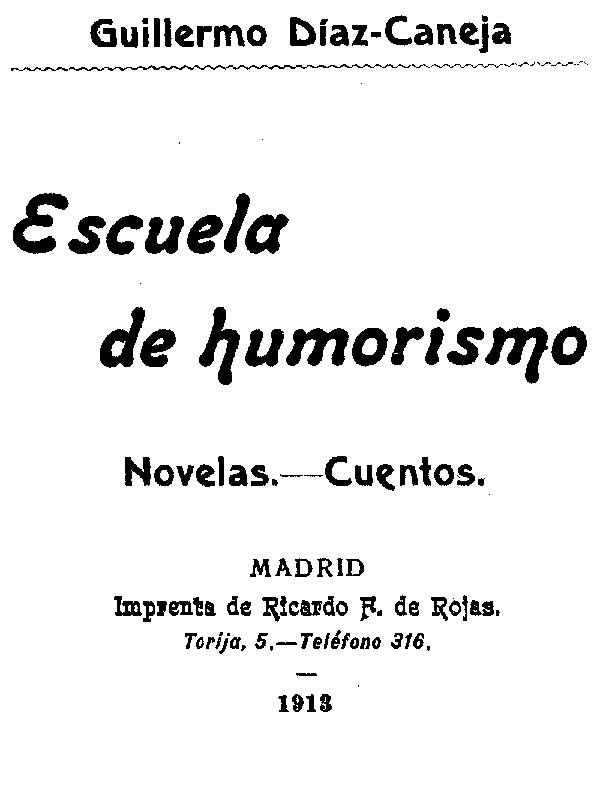 Guillermo Díaz-Caneja
Escuela
de humorismo
Novelas.—Cuentos.
MADRID
Imprenta de Ricardo F. de Rojas.
Torija, 5.—Teléfono 316.
1913